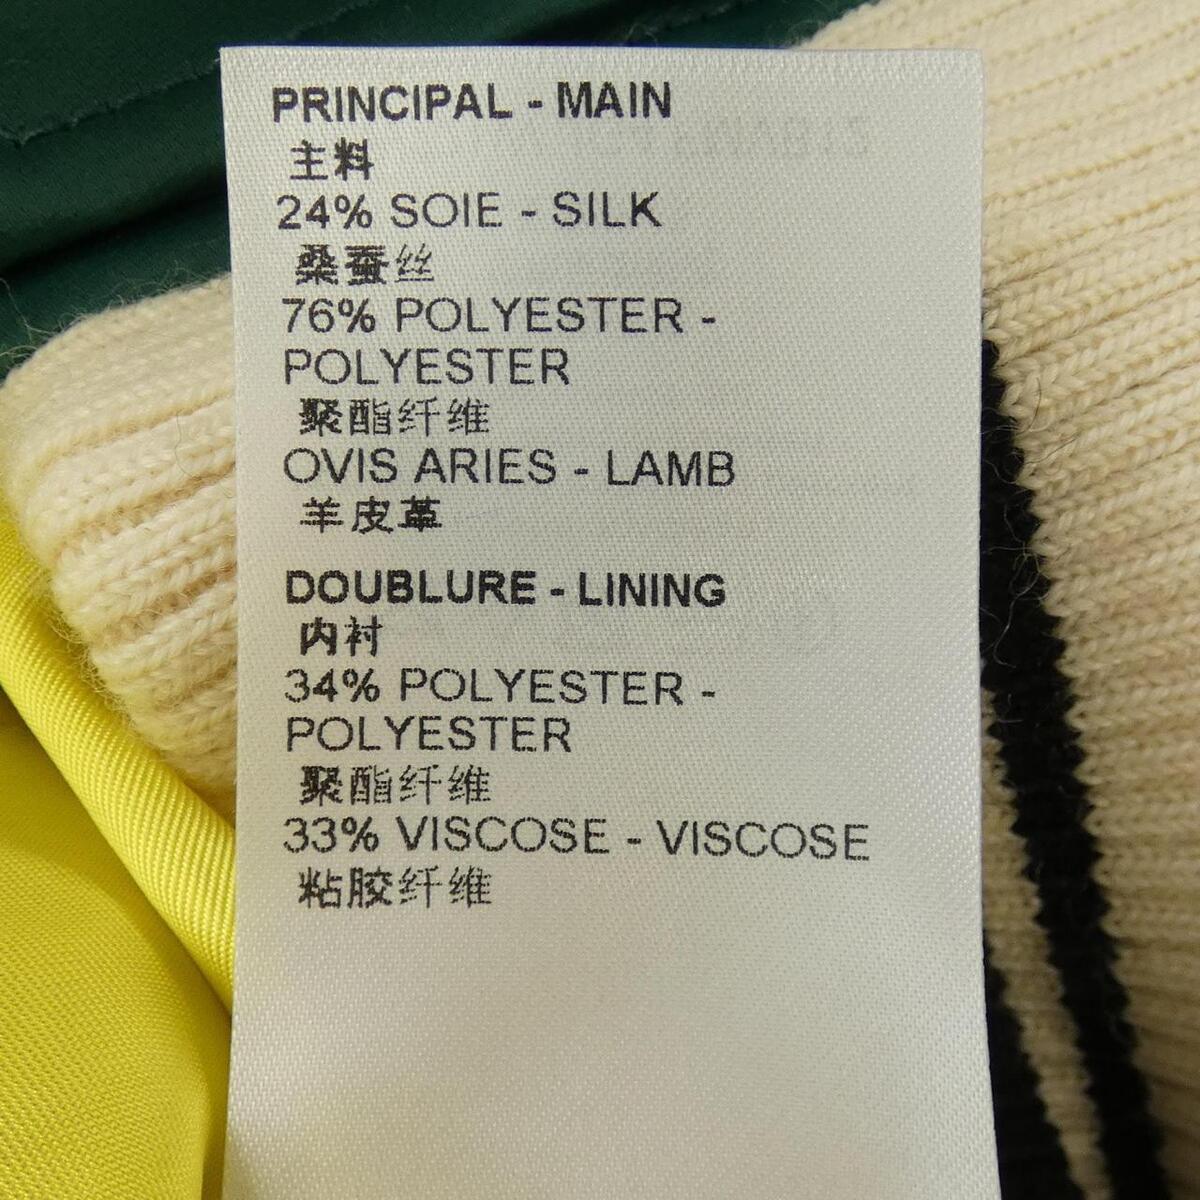 PRINCIPAL - MAIN
主料
24% SOIE - SILK
桑蚕丝
76% POLYESTER -
POLYESTER
聚酯纤维
OVIS ARIES - LAMB
羊皮革
DOUBLURE - LINING
内衬
34% POLYESTER -
POLYESTER
聚酯纤维
33% VISCOSE - VISCOSE
粘胶纤维